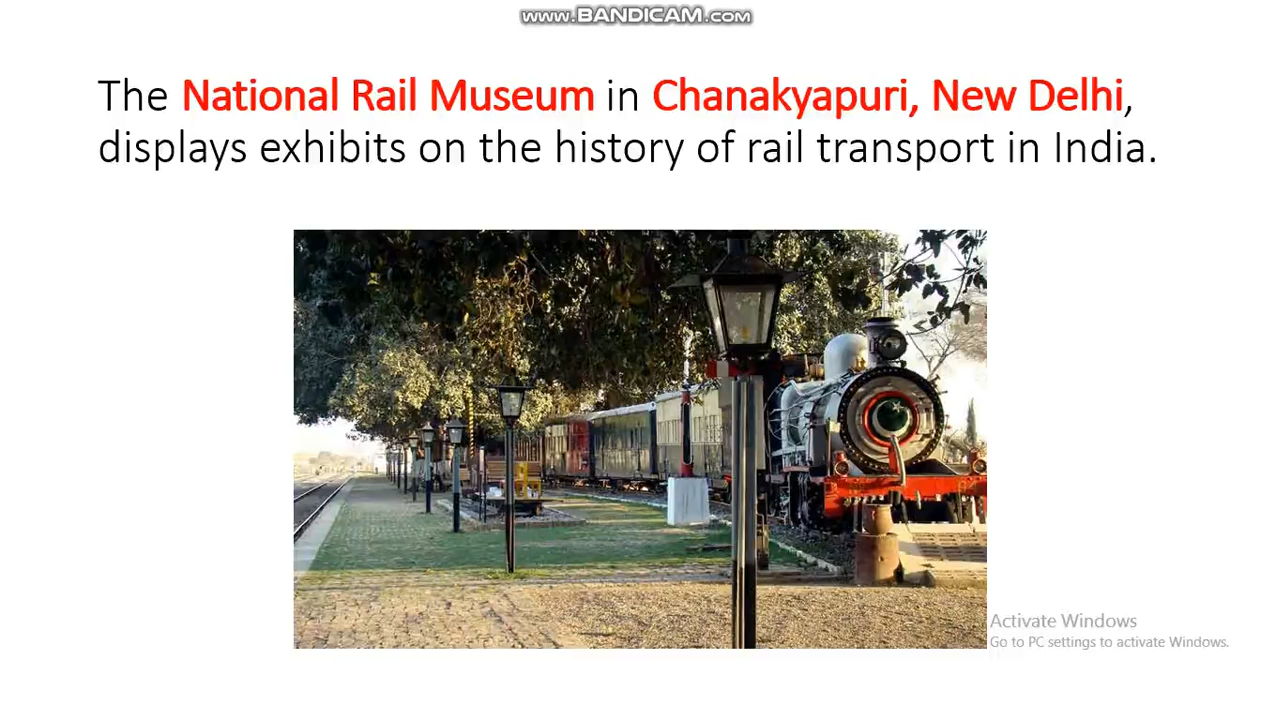 www.BANDICAM.com
The National Rail Museum in Chanakyapuri, New Delhi,
displays exhibits on the history of rail transport in India.
Activate Windows
Go to PC settings to activate Windows.